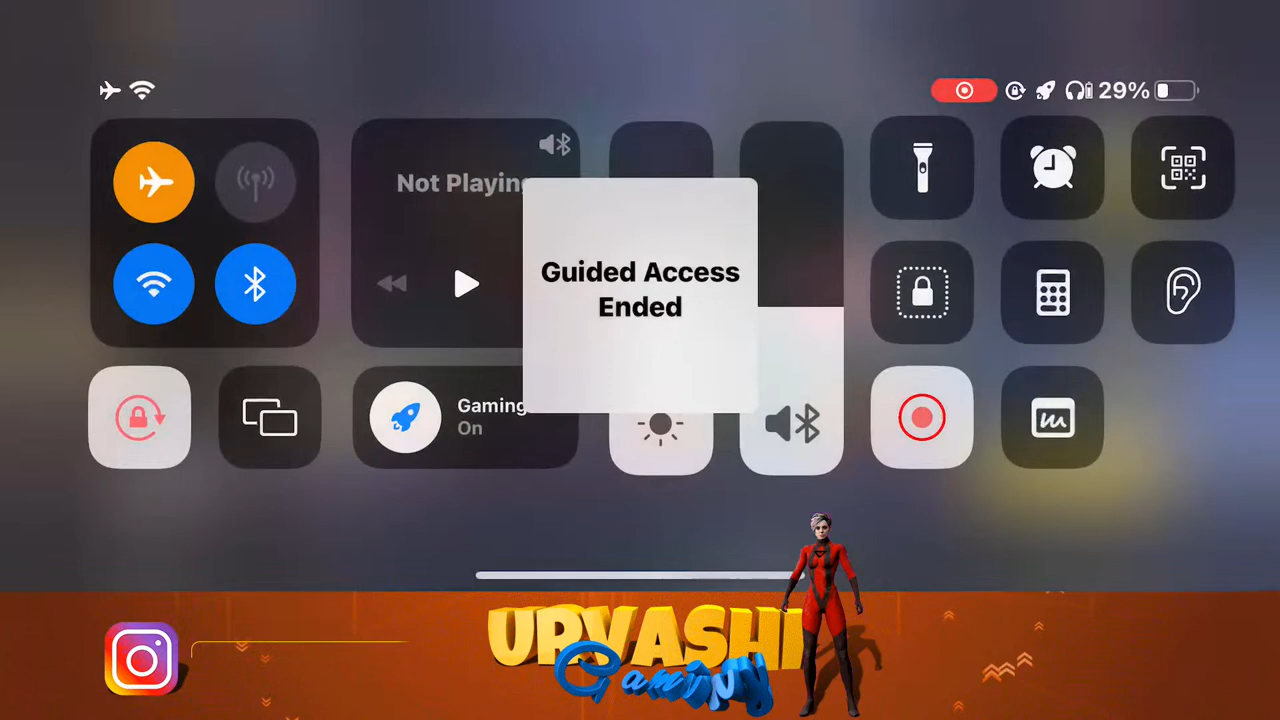 29%
Not Playing
Guided Access
Ended
Gaming
On
URVASHI
Gaming